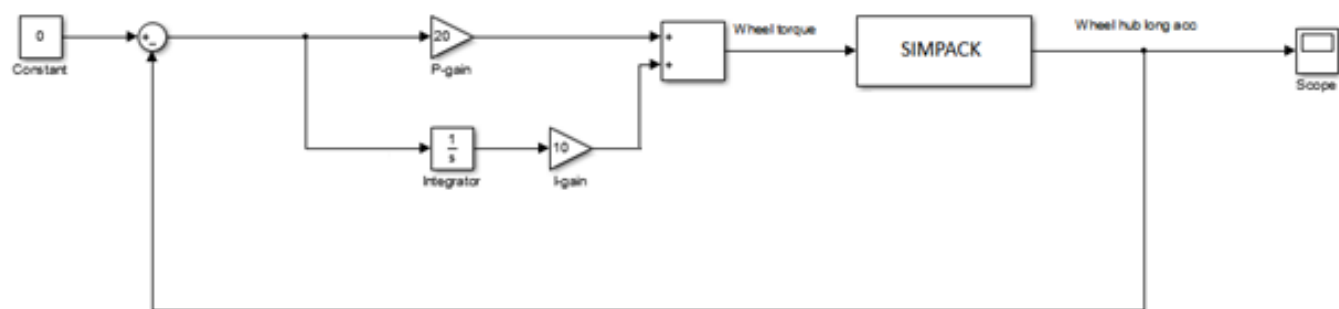 0
Constant
+
-
20
P-gain
1
s
Integrator
10
I-gain
+
+
Wheel torque
SIMPACK
Wheel hub long acc
Scope